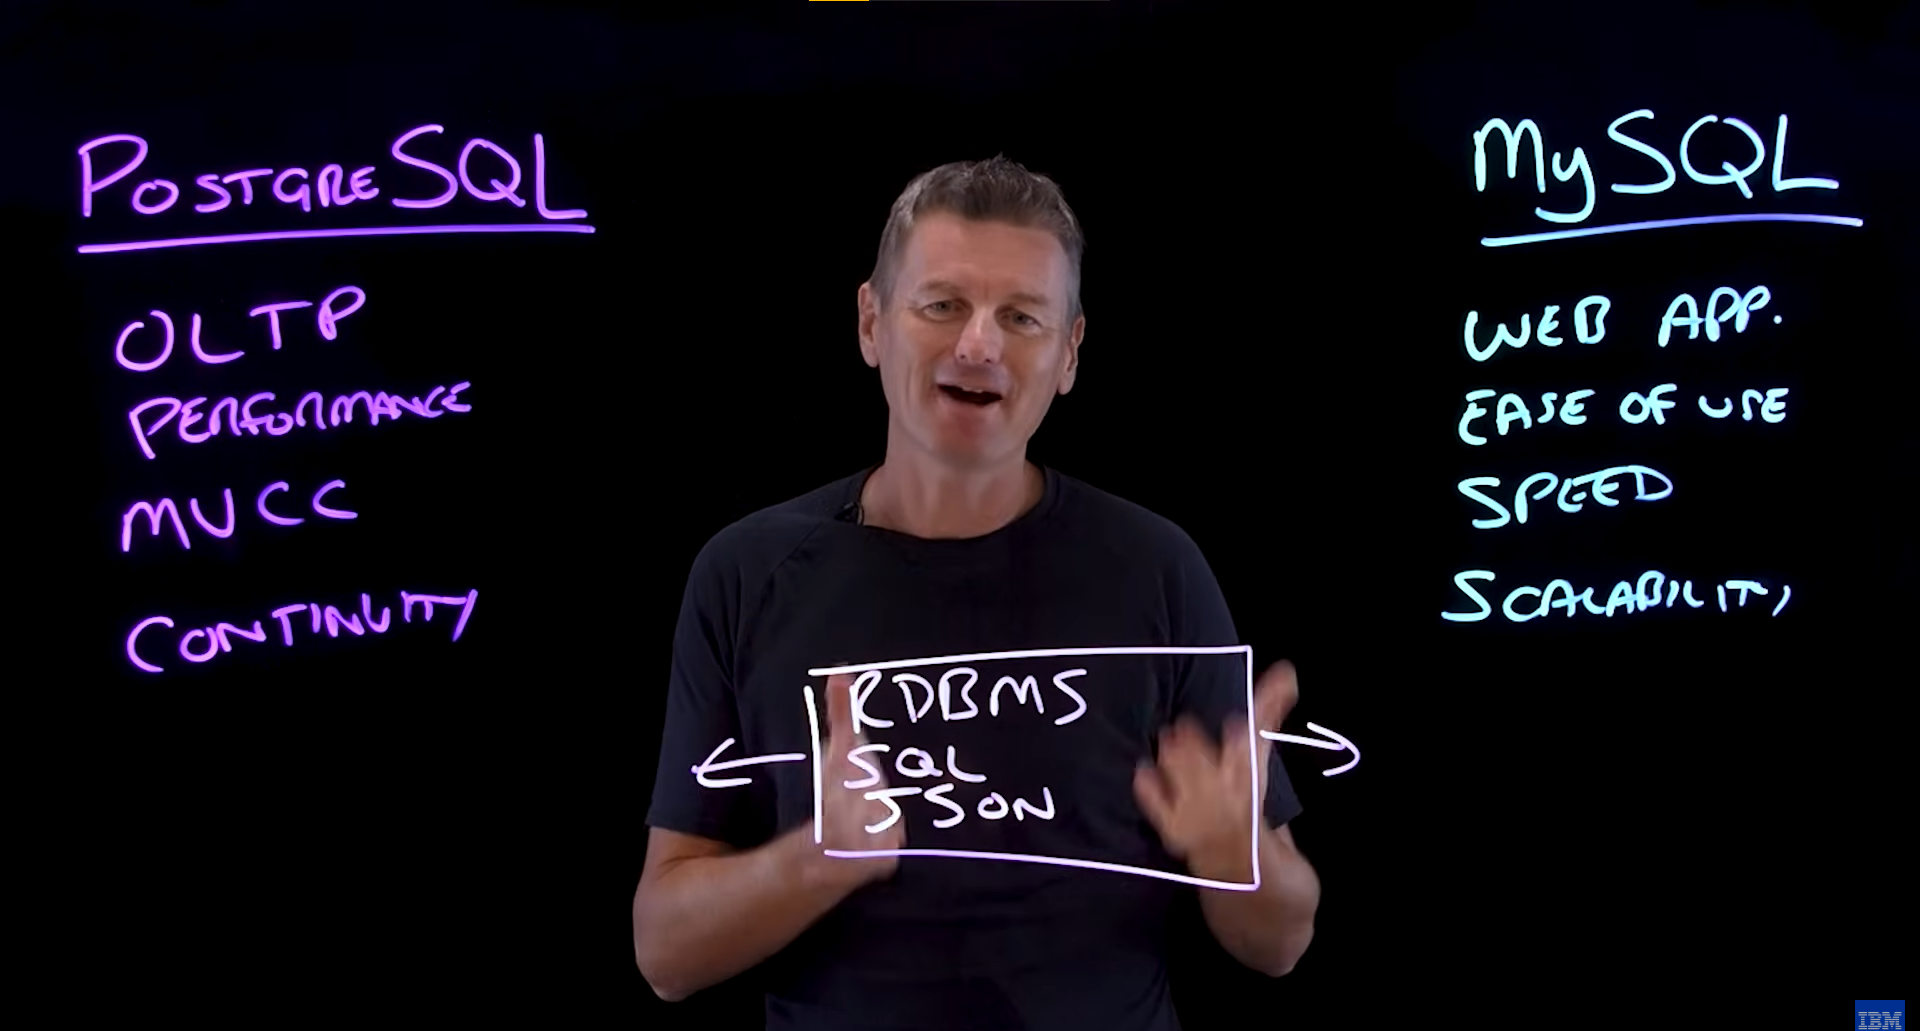 PostgreSQL
OLTP
PERFORMANCE
MVCC
CONTINUITY
MySQL
WEB APP.
EASE OF USE
SPEED
SCALABILITY
RDBMS
SQL
JSON
IBM